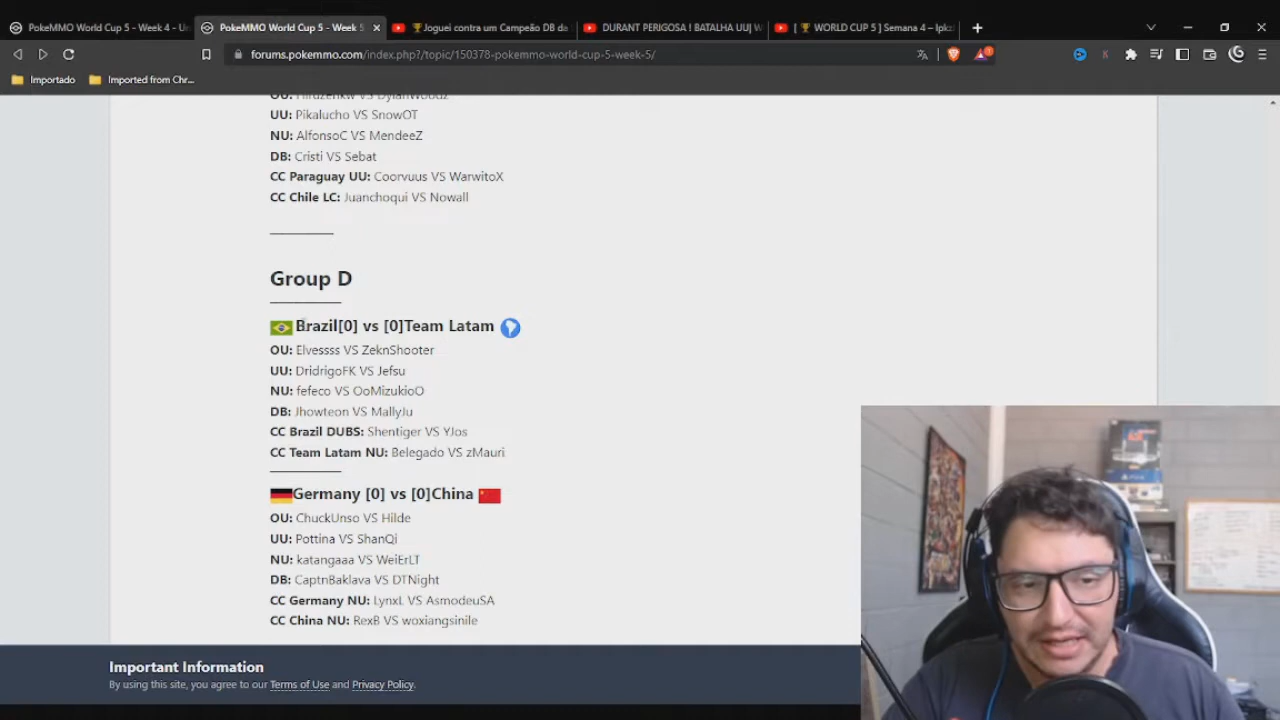 PokeMMO World Cup 5 - Week 4 - Un
PokeMMO World Cup 5 - Week 5
Joguei contra um Campeão DB da
DURANT PERIGOSA ! BATALHA UU[ W
[ WORLD CUP 5 ] Semana 4 – Ipka
forums.pokemmo.com/index.php?/topic/150378-pokemmo-world-cup-5-week-5/
Importado
Imported from Chr...
UU: Pikalucho VS SnowOT
NU: AlfonsoC VS MendeeZ
DB: Cristi VS Sebat
CC Paraguay UU: Coorvuus VS WarwitoX
CC Chile LC: Juanchoqui VS Nowall
Group D
Brazil[0] vs [0]Team Latam
OU: Elvessss VS ZeknShooter
UU: DridrigoFK VS Jefsu
NU: fefeco VS OoMizukioO
DB: Jhowteon VS MallyJu
CC Brazil DUBS: Shentiger VS YJos
CC Team Latam NU: Belegado VS zMauri
Germany [0] vs [0]China
OU: ChuckUnso VS Hilde
UU: Pottina VS ShanQi
NU: katangaaa VS WeiErLT
DB: CaptnBaklava VS DTNight
CC Germany NU: LynxL VS AsmodeuSA
CC China NU: RexB VS woxiangsinile
Important Information
By using this site, you agree to our Terms of Use and Privacy Policy.